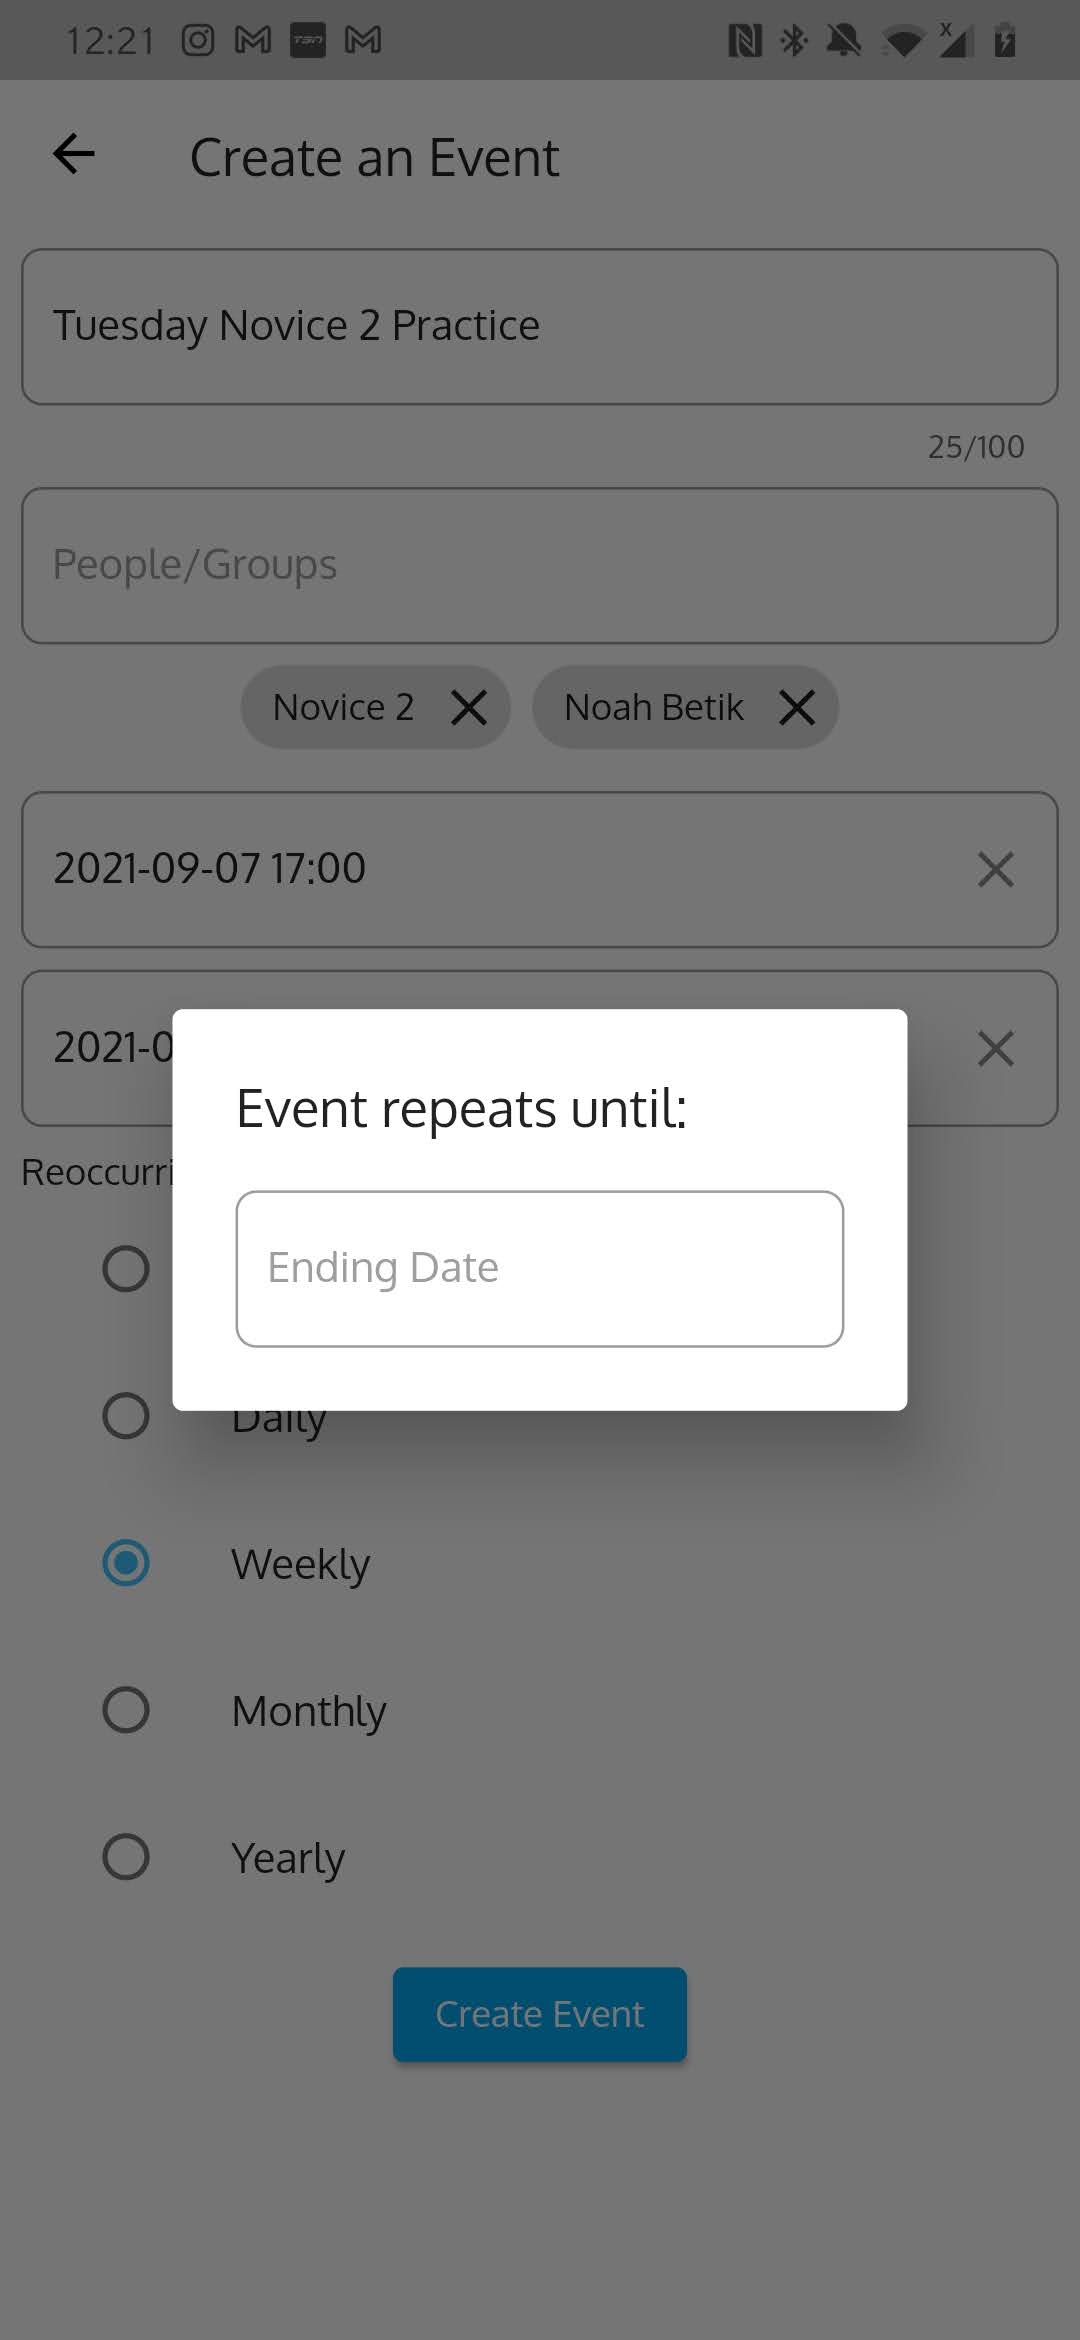 12:21
Create an Event
Tuesday Novice 2 Practice
25/100
People/Groups
Novice 2
Noah Betik
2021-09-07 17:00
2021-0
Reoccurri
Event repeats until:
Ending Date
Daily
Weekly
Monthly
Yearly
Create Event